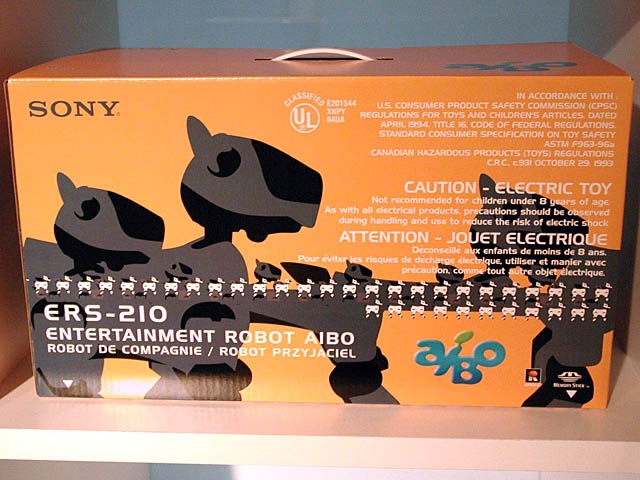 SONY
CLASSIFIED
UL
E201544
XNPY
64UA
IN ACCORDANCE WITH
U.S. CONSUMER PRODUCT SAFETY COMMISSION (CPSC)
REGULATIONS FOR TOYS AND CHILDREN'S ARTICLES, DATED
APRIL 1994, TITLE 16, CODE OF FEDERAL REGULATIONS.
STANDARD CONSUMER SPECIFICATION ON TOY SAFETY
ASTM F963-96a
CANADIAN HAZARDOUS PRODUCTS (TOYS) REGULATIONS
C.R.C., c.931 OCTOBER 29, 1993
CAUTION - ELECTRIC TOY
Not recommended for children under 8 years of age.
As with all electrical products, precautions should be observed
during handling and use to reduce the risk of electric shock
ATTENTION - JOUET ELECTRIQUE
Déconseillé aux enfants de moins de 8 ans.
Pour éviter les risques de décharge électrique, utiliser et manier avec
précaution, comme tout autre objet électrique.
ERS-210
ENTERTAINMENT ROBOT AIBO
ROBOT DE COMPAGNIE / ROBOT PRZYJACIEL
aibo
MEMORY STICK
aibo